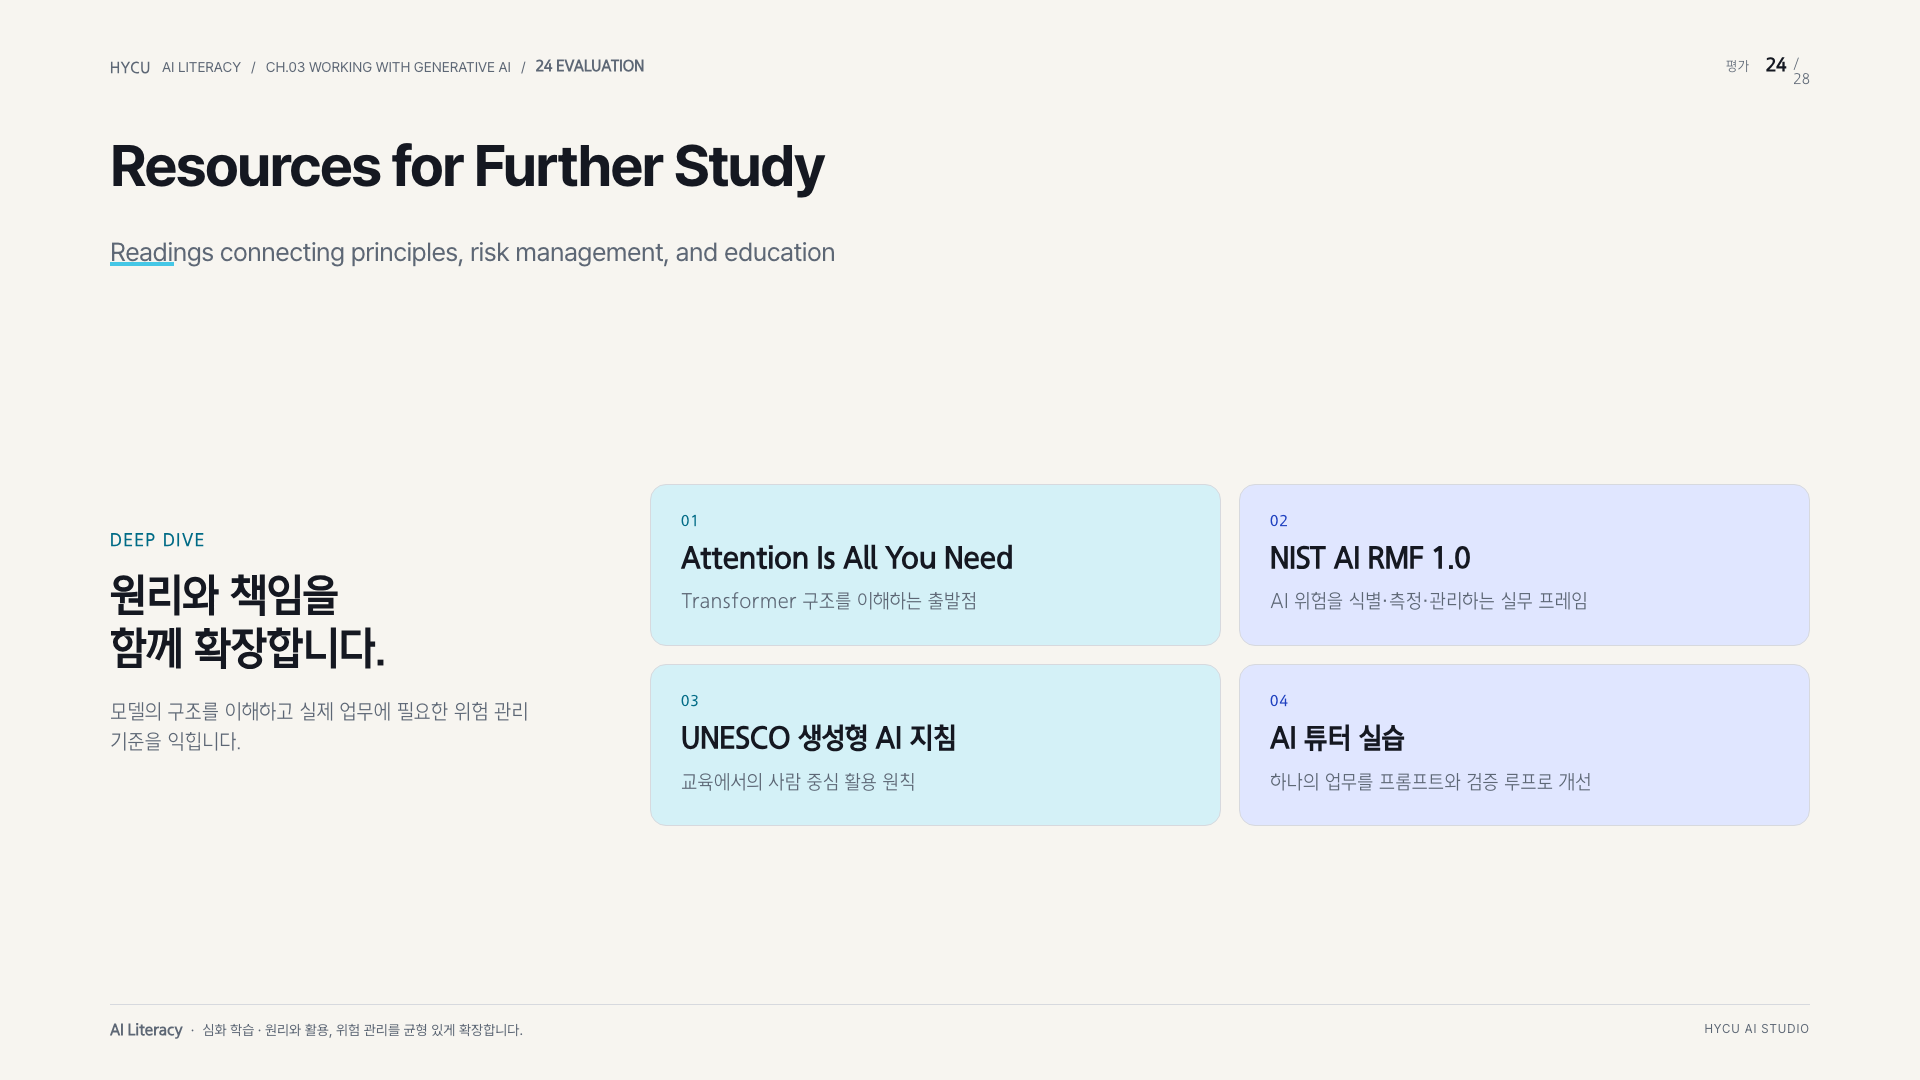 HYCU AI LITERACY / CH.03 WORKING WITH GENERATIVE AI / 24 EVALUATION
평가 24 / 28
Resources for Further Study
Readings connecting principles, risk management, and education
DEEP DIVE
원리와 책임을
함께 확장합니다.
모델의 구조를 이해하고 실제 업무에 필요한 위험 관리
기준을 익힙니다.
01
Attention Is All You Need
Transformer 구조를 이해하는 출발점
02
NIST AI RMF 1.0
AI 위험을 식별·측정·관리하는 실무 프레임
03
UNESCO 생성형 AI 지침
교육에서의 사람 중심 활용 원칙
04
AI 튜터 실습
하나의 업무를 프롬프트와 검증 루프로 개선
AI Literacy · 심화 학습 · 원리와 활용, 위험 관리를 균형 있게 확장합니다.
HYCU AI STUDIO